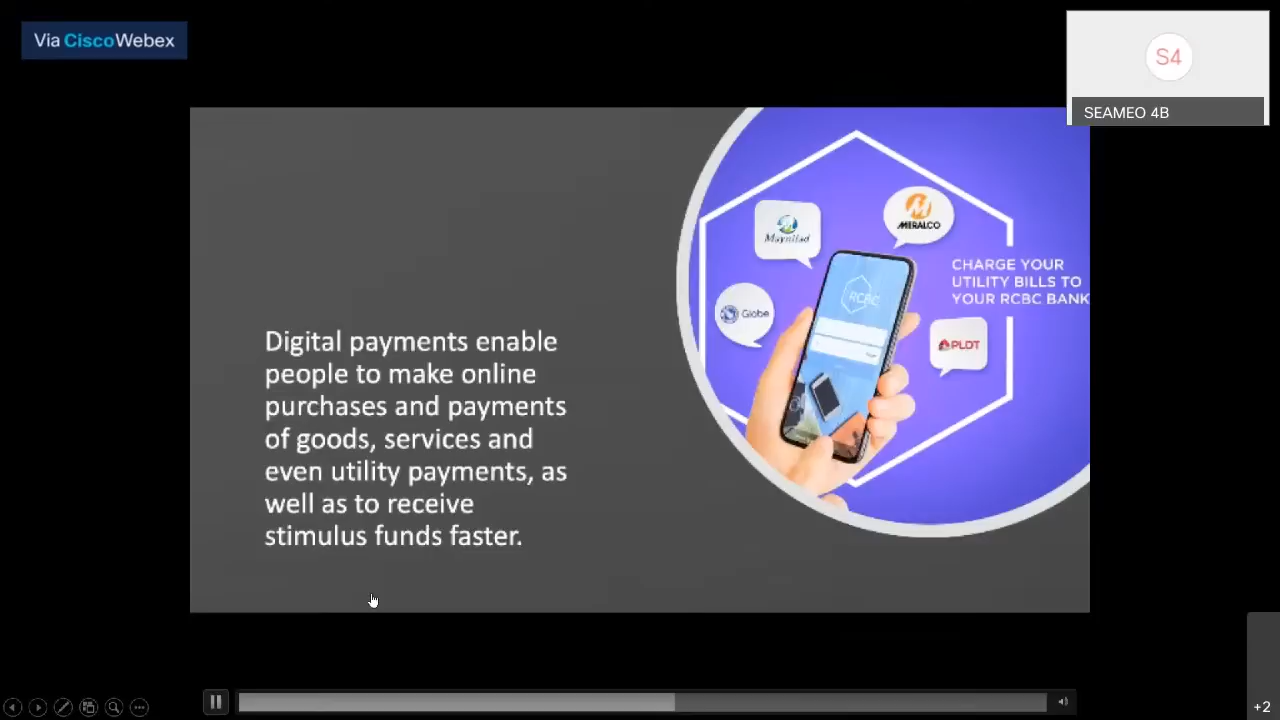 Via CiscoWebex
S4
SEAMEO 4B
Maynilad
MERALCO
CHARGE YOUR
UTILITY BILLS TO
YOUR RCBC BANK
RCBC
Globe
PLDT
Digital payments enable
people to make online
purchases and payments
of goods, services and
even utility payments, as
well as to receive
stimulus funds faster.
+2